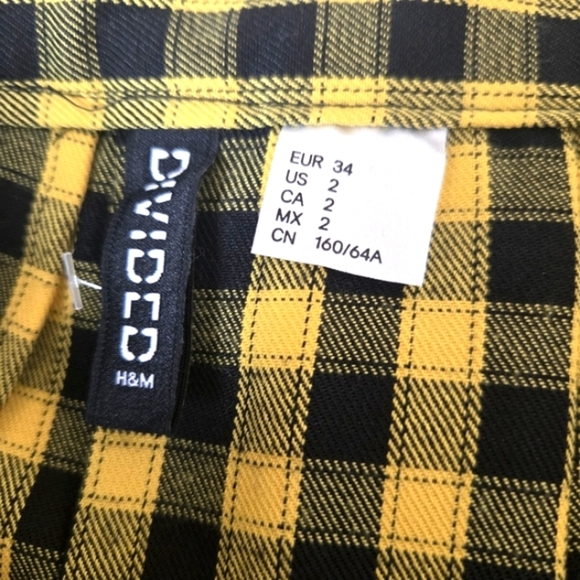 DIVIDED
H&M
EUR 34
US 2
CA 2
MX 2
CN 160/64A